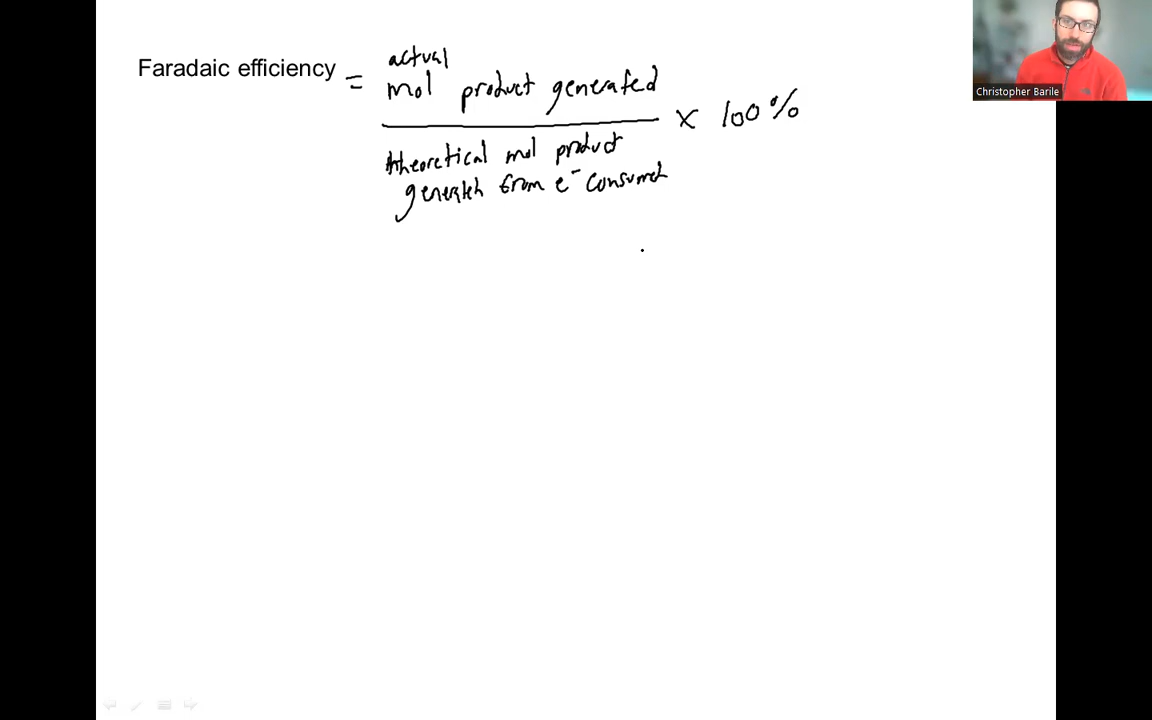 Faradaic efficiency =
actual
mol product generated
x 100%
theoretical mol product
generated from e⁻ consumed
Christopher Barile